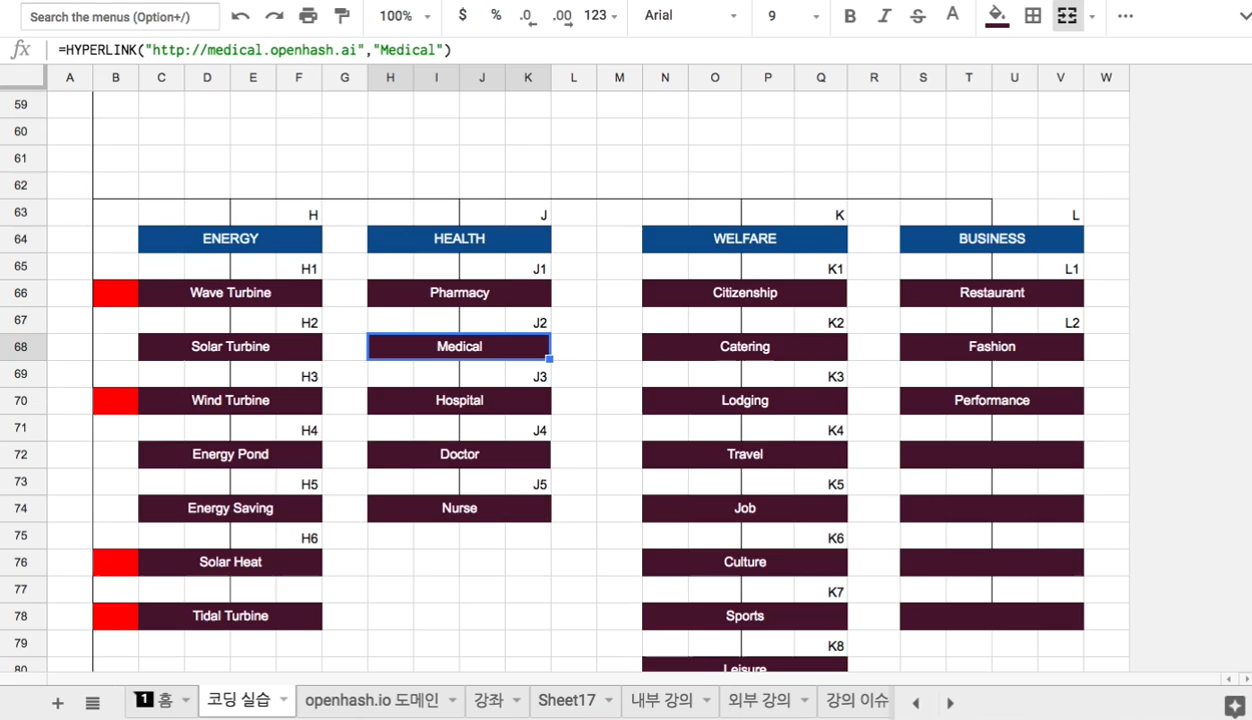 Search the menus (Option+/)
100% $ % .0 .00 123 Arial 9 B I S A
fx =HYPERLINK("http://medical.openhash.ai","Medical")
A B C D E F G H I J K L M N O P Q R S T U V W
59
60
61
62
63 H J K L
64 ENERGY HEALTH WELFARE BUSINESS
65 H1 J1 K1 L1
66 Wave Turbine Pharmacy Citizenship Restaurant
67 H2 J2 K2 L2
68 Solar Turbine Medical Catering Fashion
69 H3 J3 K3
70 Wind Turbine Hospital Lodging Performance
71 H4 J4 K4
72 Energy Pond Doctor Travel
73 H5 J5 K5
74 Energy Saving Nurse Job
75 H6 K6
76 Solar Heat Culture
77 K7
78 Tidal Turbine Sports
79 K8
80 Leisure
1 홈 코딩 실습 openhash.io 도메인 강좌 Sheet17 내부 강의 외부 강의 강의 이슈